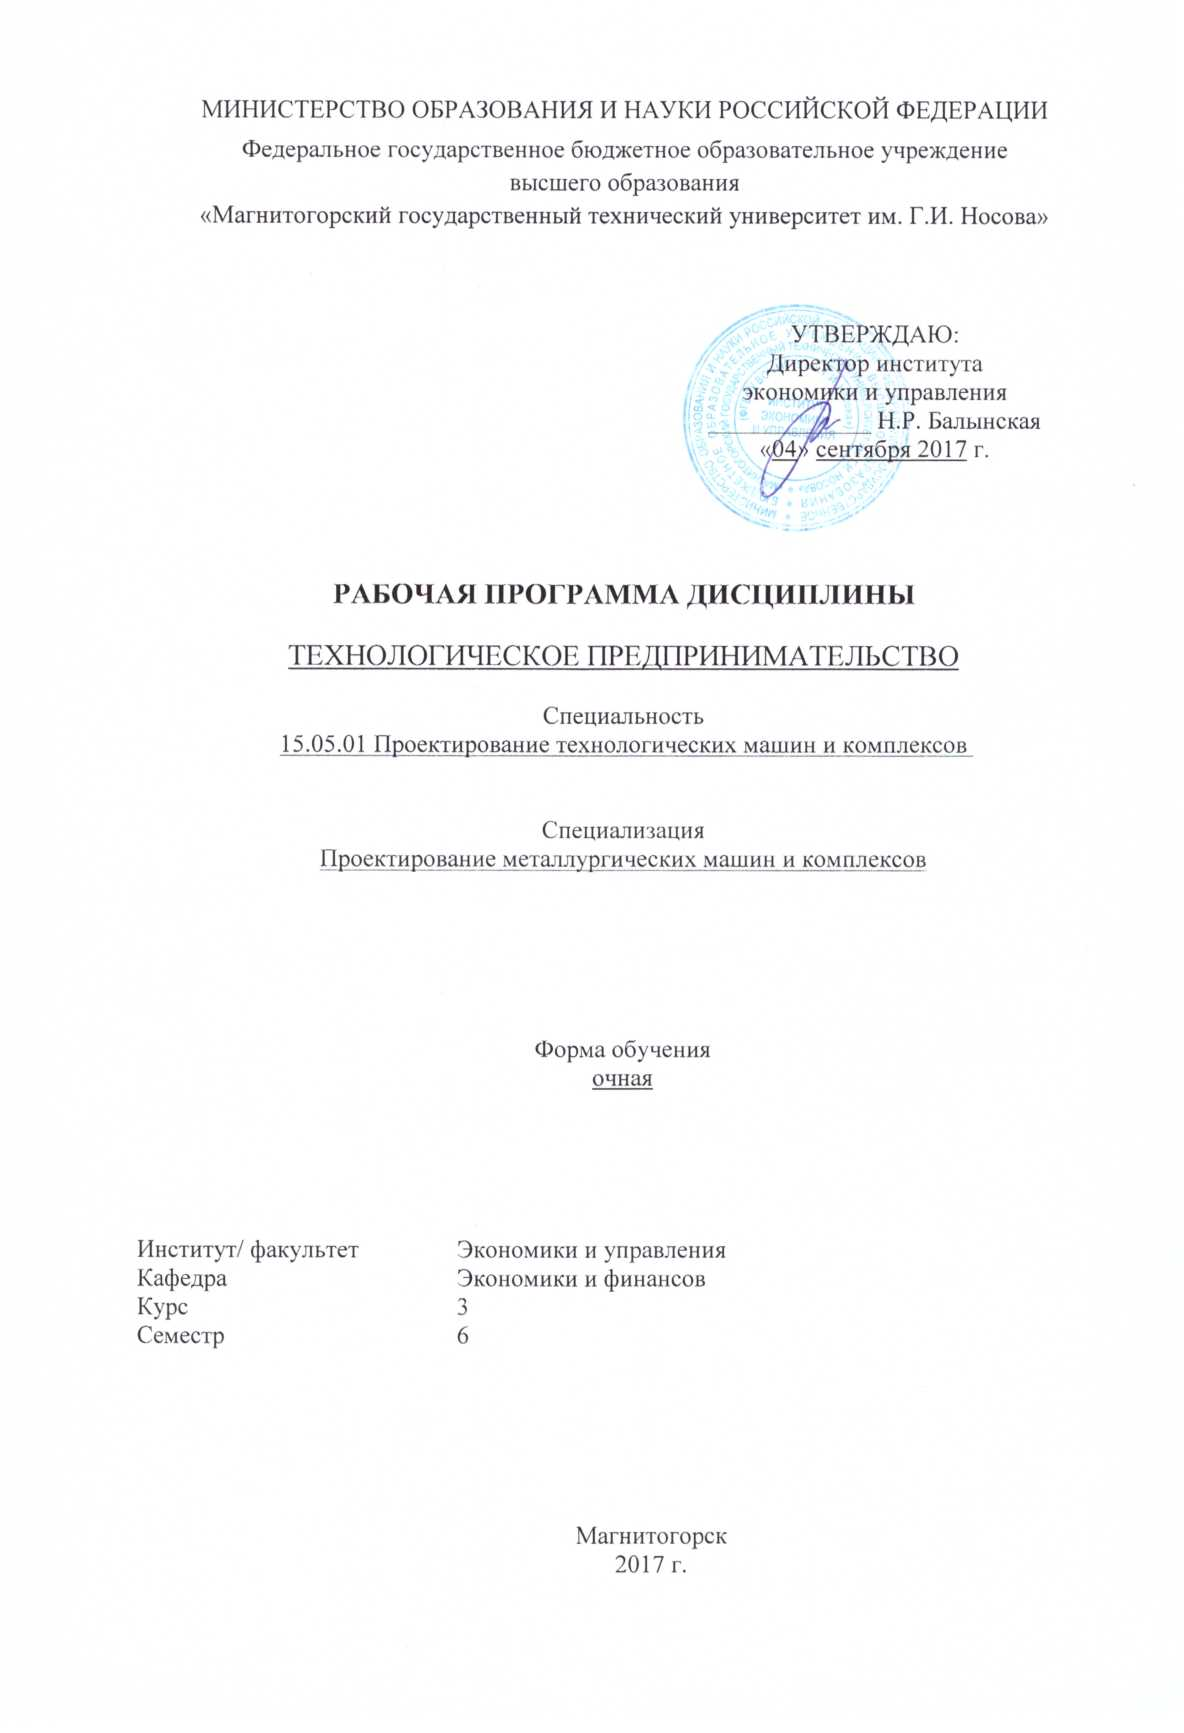 МИНИСТЕРСТВО ОБРАЗОВАНИЯ И НАУКИ РОССИЙСКОЙ ФЕДЕРАЦИИ
Федеральное государственное бюджетное образовательное учреждение
высшего образования
«Магнитогорский государственный технический университет им. Г.И. Носова»
УТВЕРЖДАЮ:
Директор института
экономики и управления
Н.Р. Балынская
«04» сентября 2017 г.
ИНСТИТУТ
ЭКОНОМИКИ
И УПРАВЛЕНИЯ
РАБОЧАЯ ПРОГРАММА ДИСЦИПЛИНЫ
ТЕХНОЛОГИЧЕСКОЕ ПРЕДПРИНИМАТЕЛЬСТВО
Специальность
15.05.01 Проектирование технологических машин и комплексов
Специализация
Проектирование металлургических машин и комплексов
Форма обучения
очная
Институт/ факультет Экономики и управления
Кафедра Экономики и финансов
Курс 3
Семестр 6
Магнитогорск
2017 г.